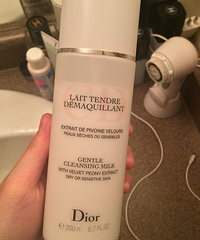 LAIT TENDRE
DÉMAQUILLANT
EXTRAIT DE PIVOINE VELOURS
PEAUX SÈCHES OU SENSIBLES
GENTLE
CLEANSING MILK
WITH VELVET PEONY EXTRACT
DRY OR SENSITIVE SKIN
Dior
e 200 ml - 6.7 FL.OZ